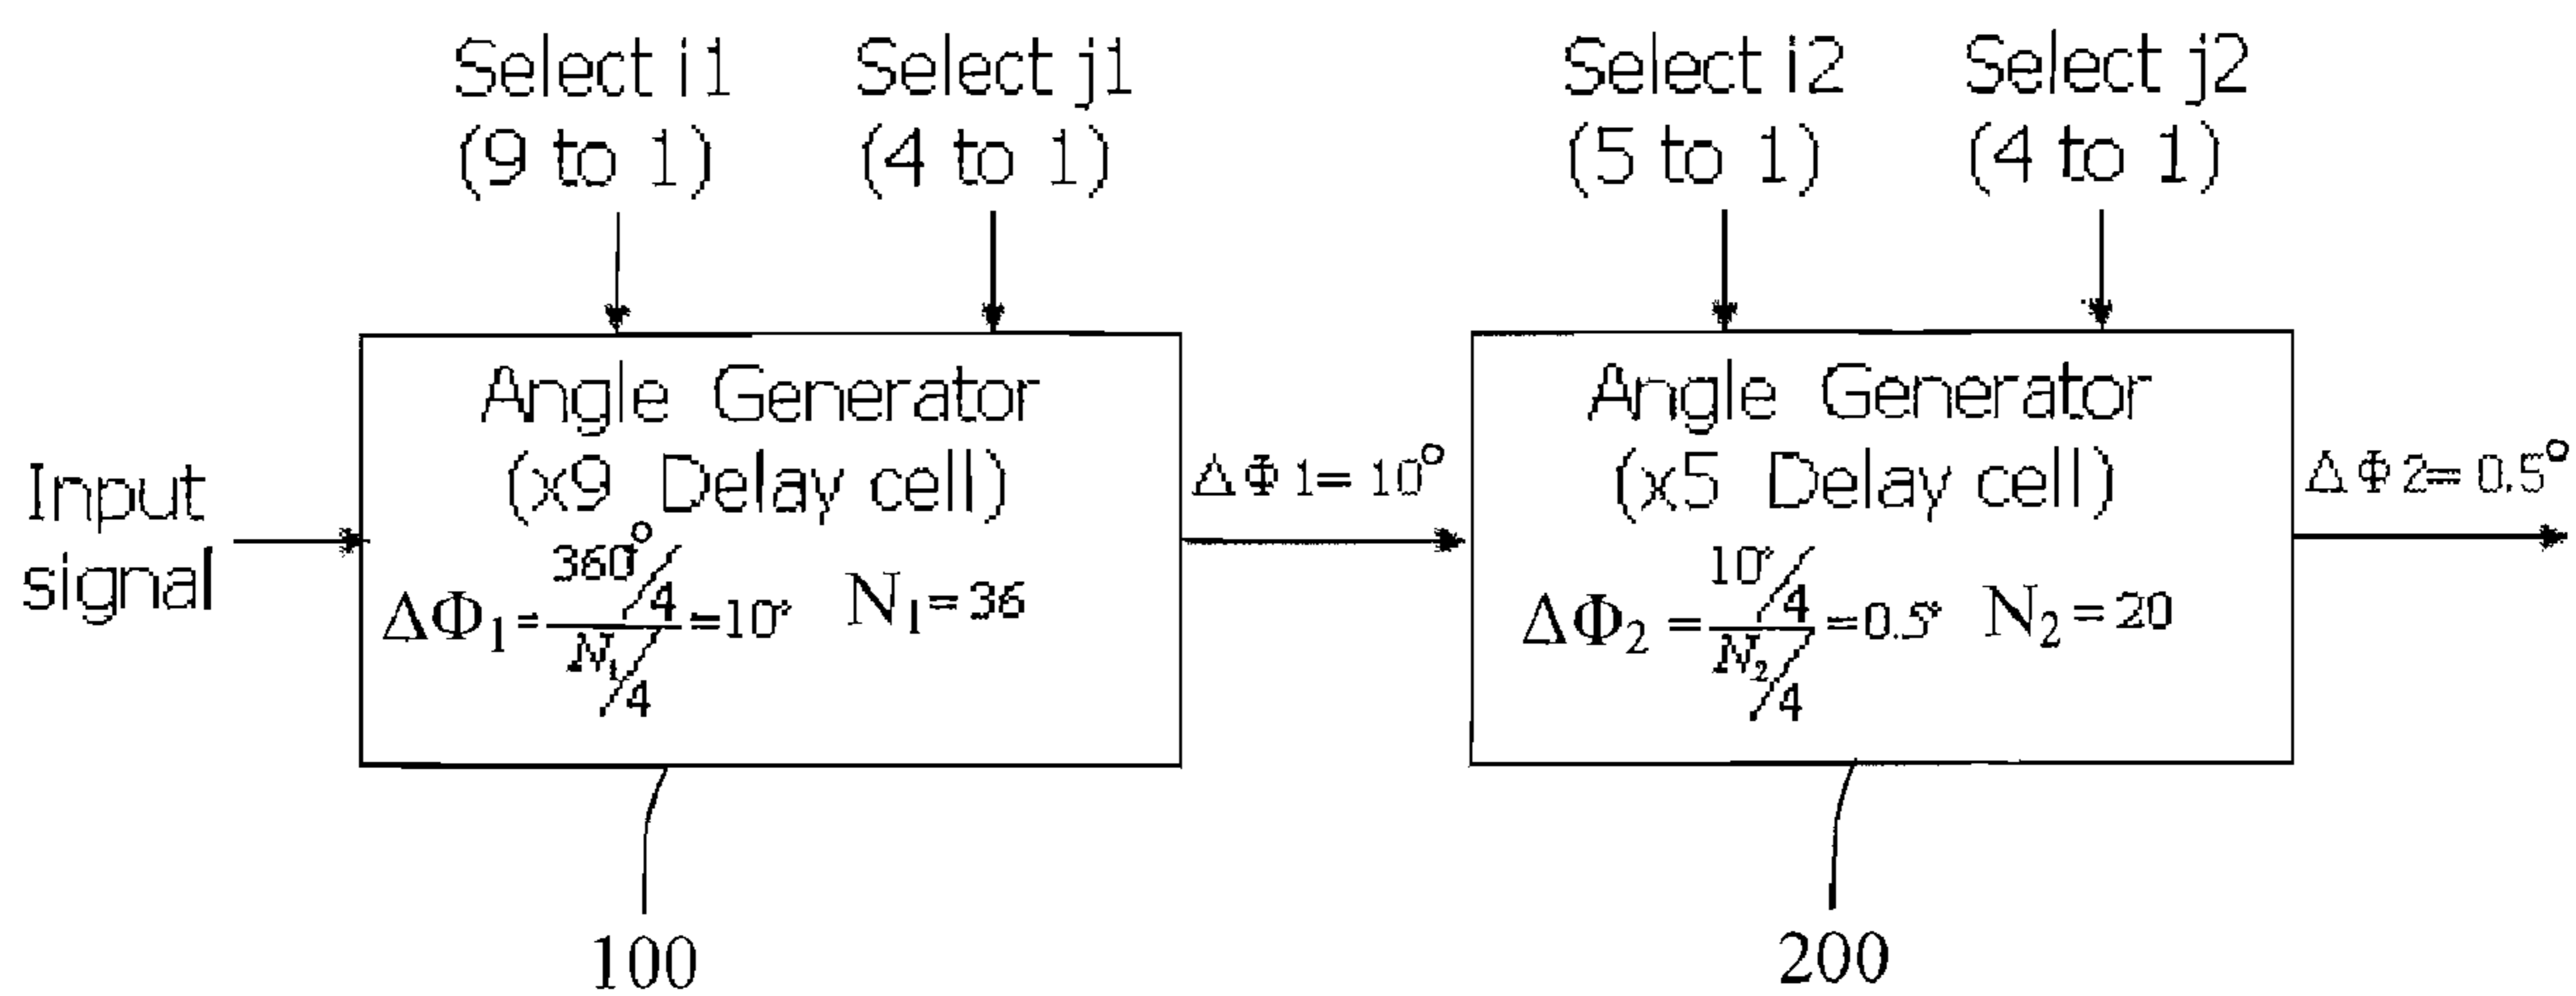 Select i1
(9 to 1)
Select j1
(4 to 1)
Select i2
(5 to 1)
Select j2
(4 to 1)
Input
signal
Angle Generator
(x9 Delay cell)
ΔΦ₁ = (360°/4)/(N₁/4) = 10° N₁ = 36
ΔΦ1= 10°
Angle Generator
(x5 Delay cell)
ΔΦ₂ = (10°/4)/(N₂/4) = 0.5° N₂ = 20
ΔΦ2= 0.5°
100
200